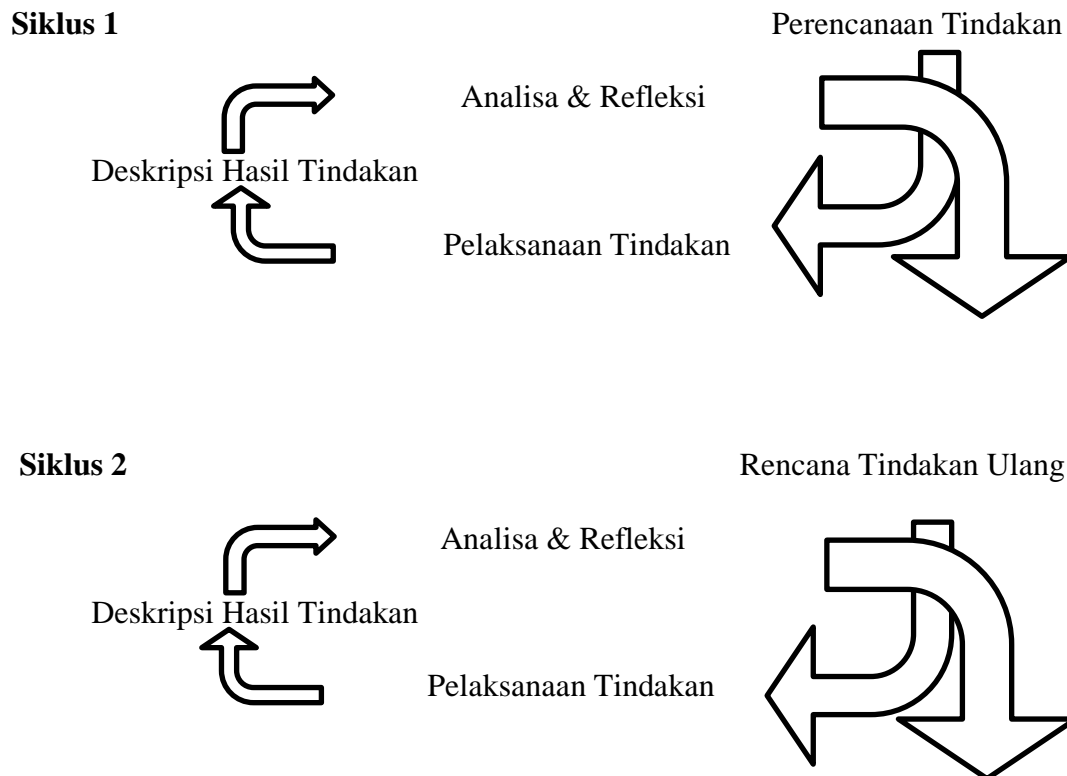 Siklus 1
Perencanaan Tindakan
Analisa & Refleksi
Deskripsi Hasil Tindakan
Pelaksanaan Tindakan
Siklus 2
Rencana Tindakan Ulang
Analisa & Refleksi
Deskripsi Hasil Tindakan
Pelaksanaan Tindakan